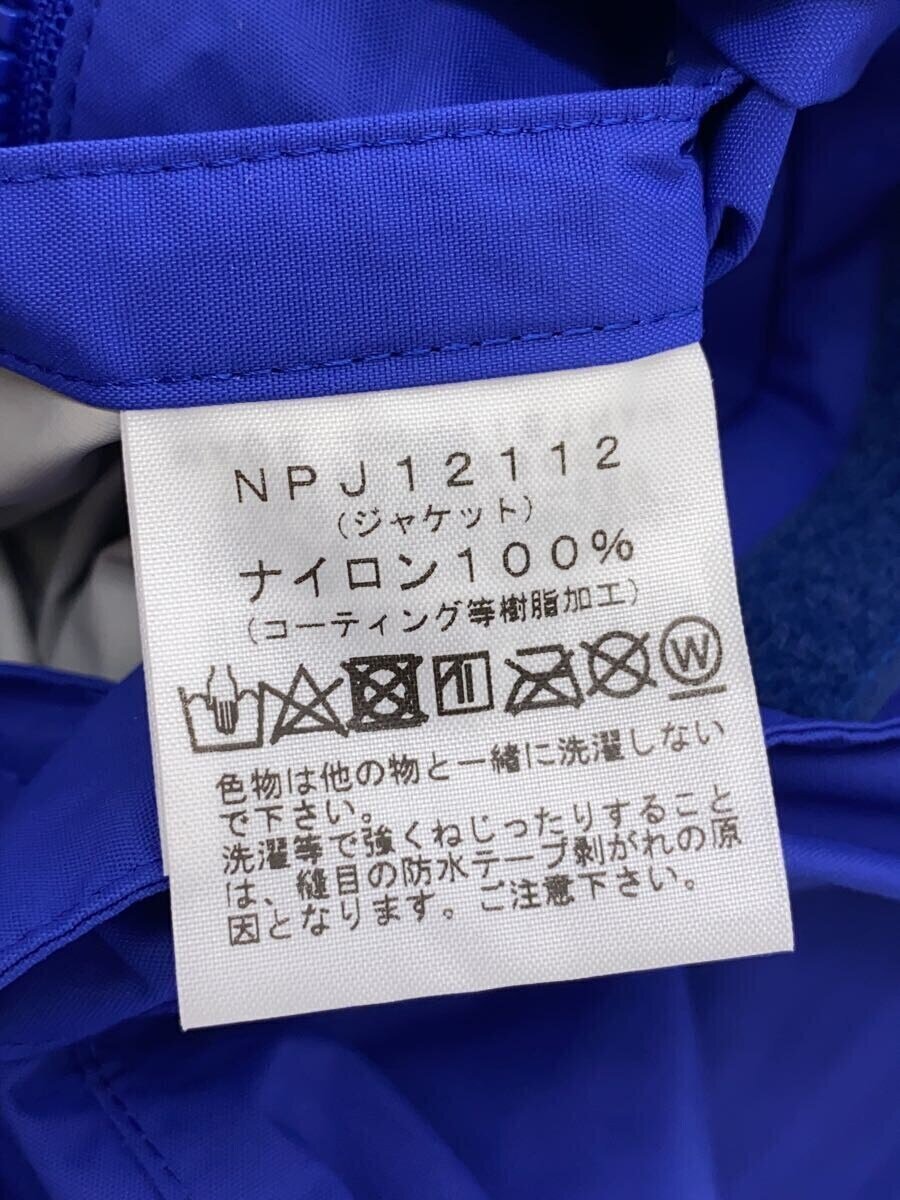 NPJ12112
(ジャケット)
ナイロン100%
(コーティング等樹脂加工)
W
色物は他の物と一緒に洗濯しない
で下さい。
洗濯等で強くねじったりすること
は、縫目の防水テープ剥がれの原
因となります。ご注意下さい。